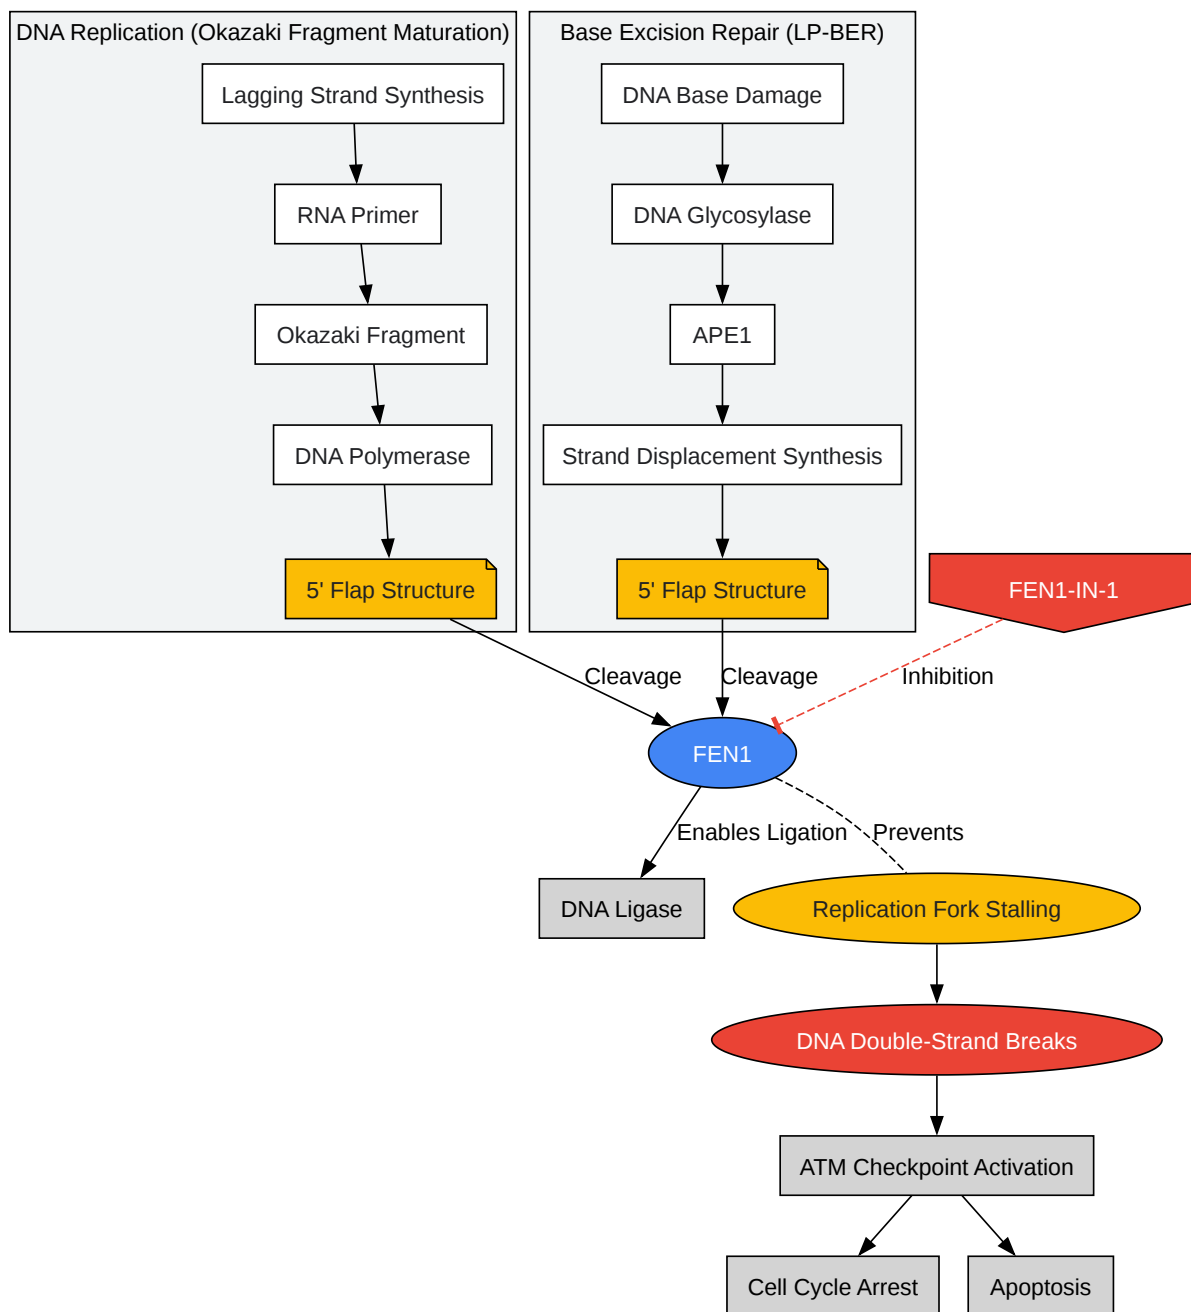 DNA Replication (Okazaki Fragment Maturation)
Lagging Strand Synthesis
RNA Primer
Okazaki Fragment
DNA Polymerase
5' Flap Structure
Base Excision Repair (LP-BER)
DNA Base Damage
DNA Glycosylase
APE1
Strand Displacement Synthesis
5' Flap Structure
FEN1-IN-1
Cleavage
Cleavage
Inhibition
FEN1
Enables Ligation
Prevents
DNA Ligase
Replication Fork Stalling
DNA Double-Strand Breaks
ATM Checkpoint Activation
Cell Cycle Arrest
Apoptosis